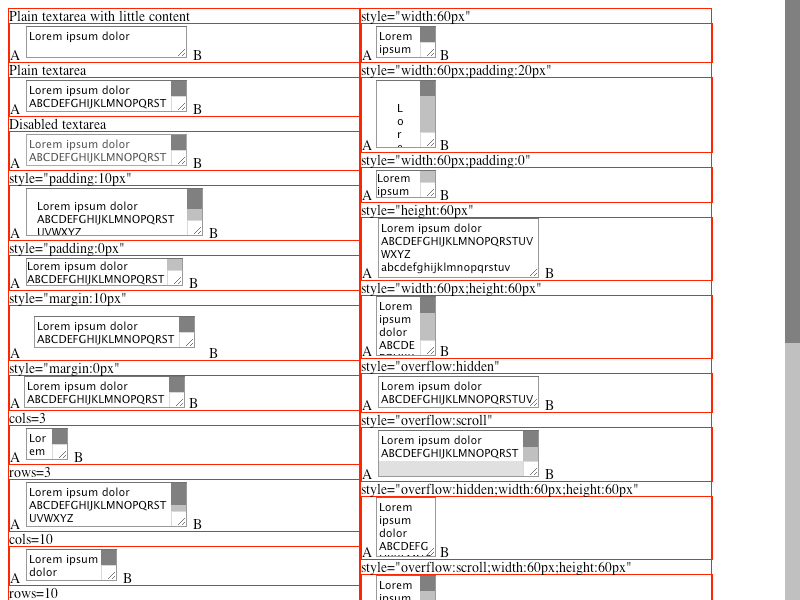 Plain textarea with little content
Lorem ipsum dolor
A B
Plain textarea
Lorem ipsum dolor
ABCDEFGHIJKLMNOPQRST
A B
Disabled textarea
Lorem ipsum dolor
ABCDEFGHIJKLMNOPQRST
A B
style="padding:10px"
Lorem ipsum dolor
ABCDEFGHIJKLMNOPQRST
UVWXYZ
A B
style="padding:0px"
Lorem ipsum dolor
ABCDEFGHIJKLMNOPQRST
A B
style="margin:10px"
Lorem ipsum dolor
ABCDEFGHIJKLMNOPQRST
A B
style="margin:0px"
Lorem ipsum dolor
ABCDEFGHIJKLMNOPQRST
A B
cols=3
Lor
em
A B
rows=3
Lorem ipsum dolor
ABCDEFGHIJKLMNOPQRST
UVWXYZ
A B
cols=10
Lorem ipsum
dolor
A B
rows=10
style="width:60px"
Lorem
ipsum
A B
style="width:60px;padding:20px"
L
o
r
e
A B
style="width:60px;padding:0"
Lorem
ipsum
A B
style="height:60px"
Lorem ipsum dolor
ABCDEFGHIJKLMNOPQRSTUV
WXYZ
abcdefghijklmnopqrstuv
A B
style="width:60px;height:60px"
Lorem
ipsum
dolor
ABCDE
A B
style="overflow:hidden"
Lorem ipsum dolor
ABCDEFGHIJKLMNOPQRSTUV
A B
style="overflow:scroll"
Lorem ipsum dolor
ABCDEFGHIJKLMNOPQRST
A B
style="overflow:hidden;width:60px;height:60px"
Lorem
ipsum
dolor
ABCDEFG
A B
style="overflow:scroll;width:60px;height:60px"
Lorem
ipsum